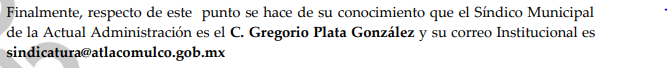 Finalmente, respecto de este punto se hace de su conocimiento que el Síndico Municipal
de la Actual Administración es el C. Gregorio Plata González y su correo Institucional es
sindicatura@atlacomulco.gob.mx